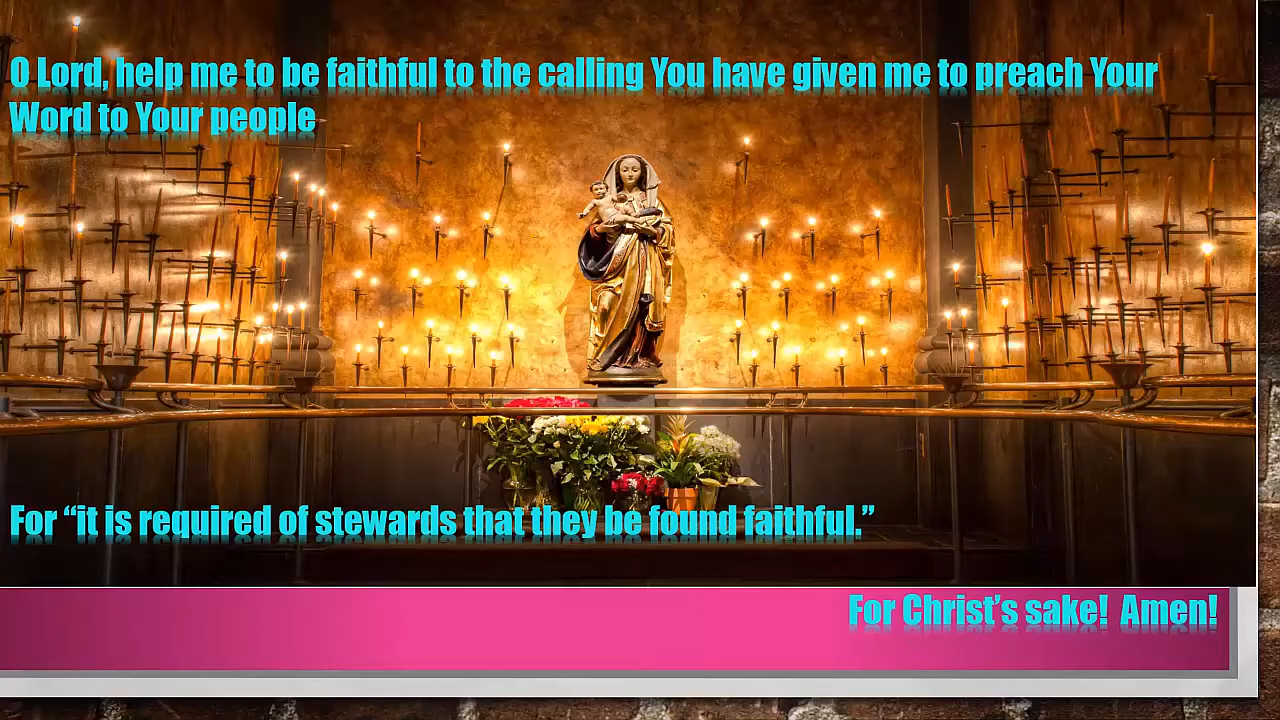 O Lord, help me to be faithful to the calling You have given me to preach Your
Word to Your people
For “it is required of stewards that they be found faithful.”
For Christ’s sake!  Amen!